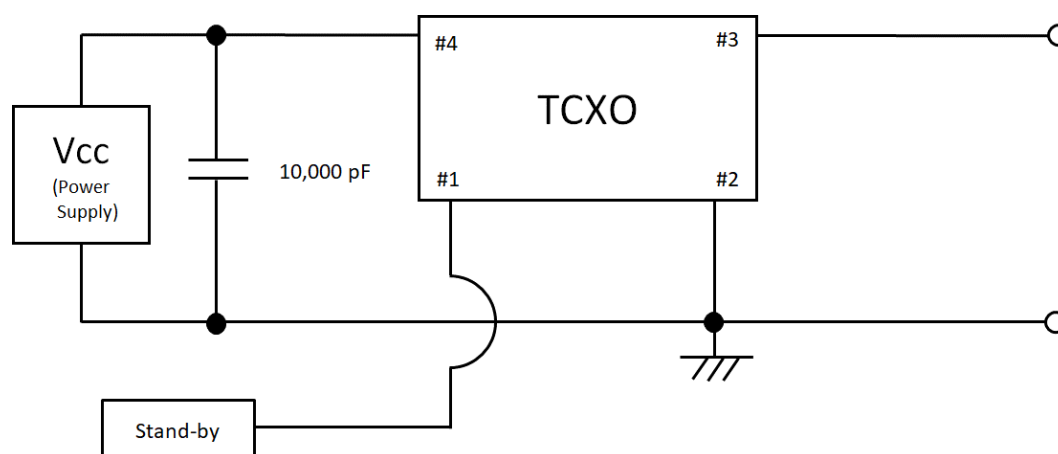 #4
#3
TCXO
Vcc
(Power
Supply)
10,000 pF
#1
#2
Stand-by